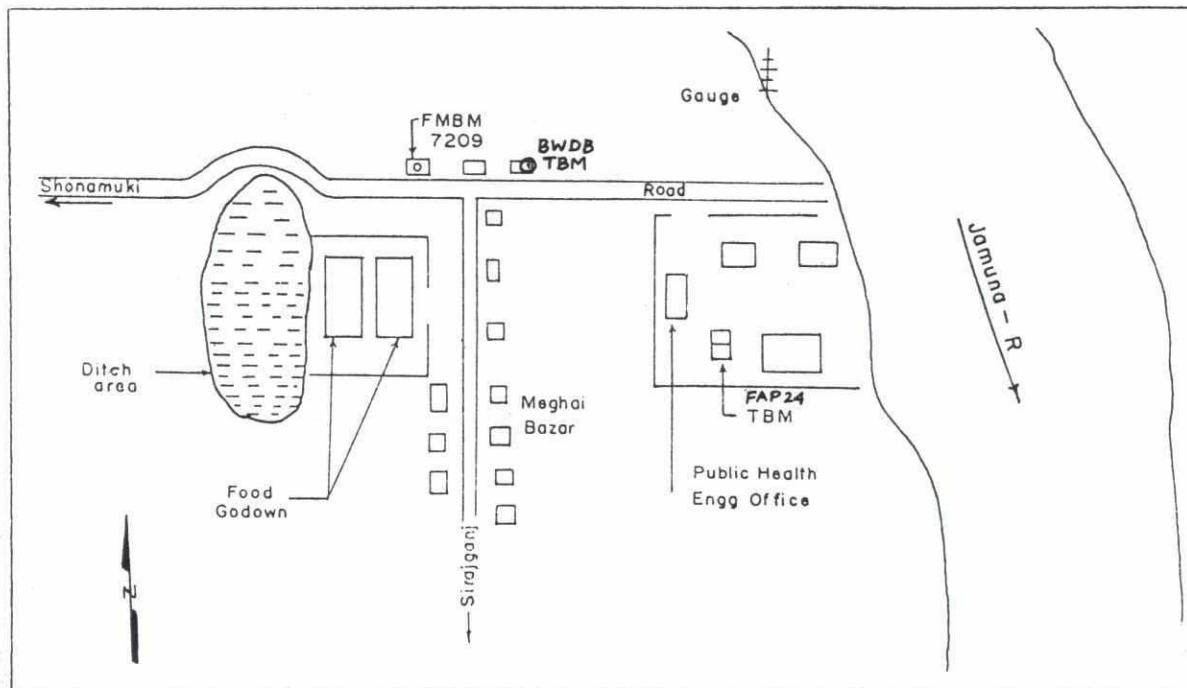 Gauge
FMBM
7209
BWDB
TBM
Shonamuki
Road
Jamuna - R
Ditch
area
Meghai
Bazar
FAP24
TBM
Food
Godown
Public Health
Engg Office
Sirajganj
N